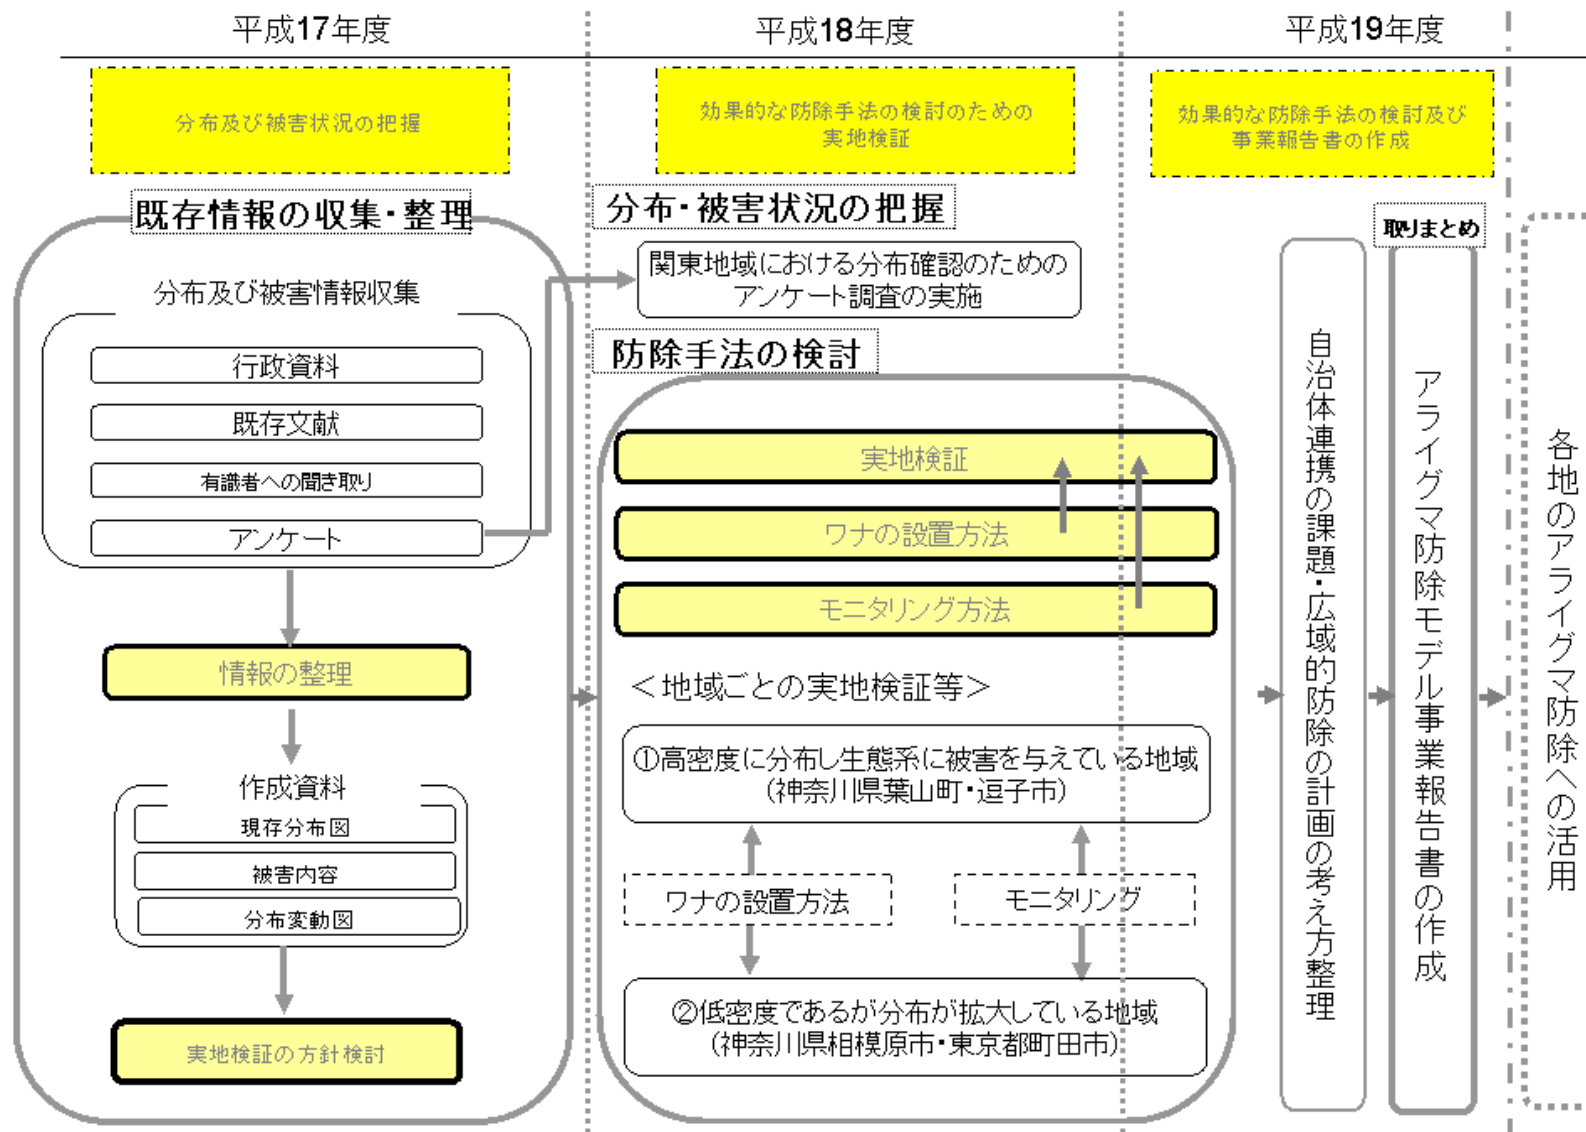 平成17年度
平成18年度
平成19年度
分布及び被害状況の把握
効果的な防除手法の検討のための
実地検証
効果的な防除手法の検討及び
事業報告書の作成
既存情報の収集・整理
分布及び被害情報収集
行政資料
既存文献
有識者への聞き取り
アンケート
情報の整理
作成資料
現存分布図
被害内容
分布変動図
実地検証の方針検討
分布・被害状況の把握
関東地域における分布確認のための
アンケート調査の実施
防除手法の検討
実地検証
ワナの設置方法
モニタリング方法
＜地域ごとの実地検証等＞
①高密度に分布し生態系に被害を与えている地域
（神奈川県葉山町・逗子市）
ワナの設置方法
モニタリング
②低密度であるが分布が拡大している地域
（神奈川県相模原市・東京都町田市）
自治体連携の課題・広域的防除の計画の考え方整理
取りまとめ
アライグマ防除モデル事業報告書の作成
各地のアライグマ防除への活用